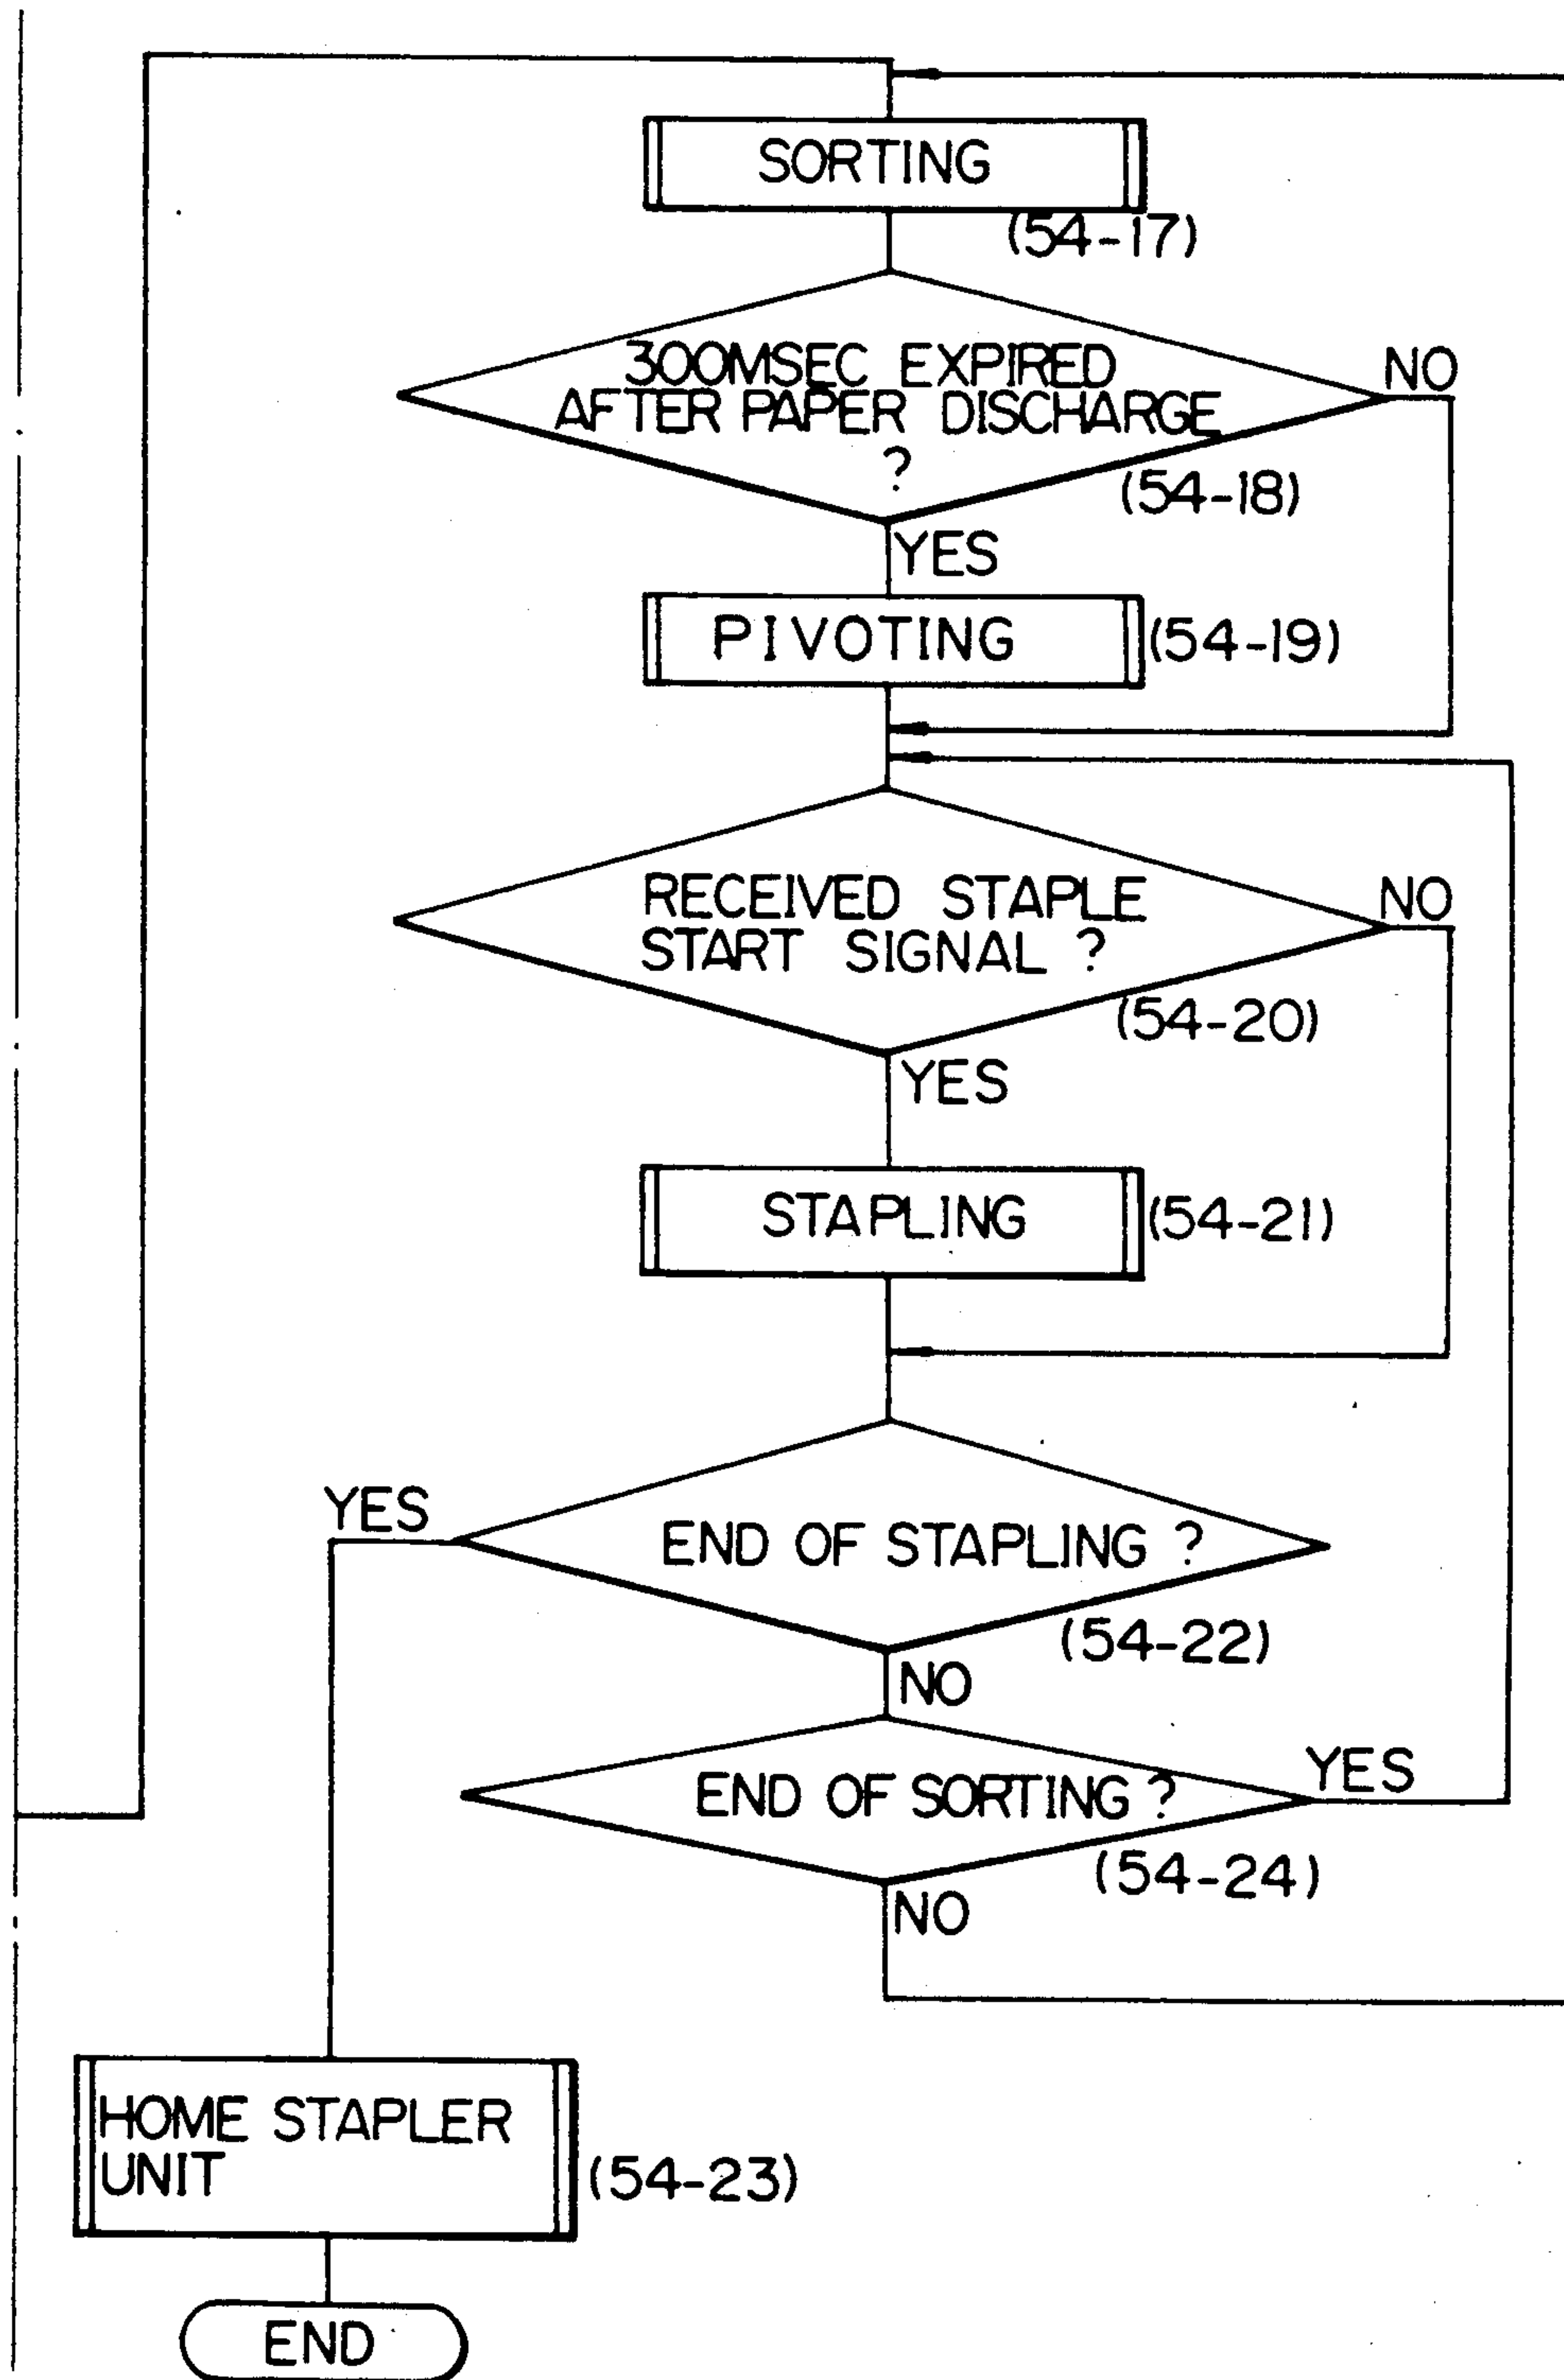 SORTING
(54-17)
300MSEC EXPIRED
AFTER PAPER DISCHARGE
?
NO
(54-18)
YES
PIVOTING
(54-19)
RECEIVED STAPLE
START SIGNAL ?
NO
(54-20)
YES
STAPLING
(54-21)
YES
END OF STAPLING ?
(54-22)
NO
END OF SORTING ?
YES
(54-24)
NO
HOME STAPLER
UNIT
(54-23)
END